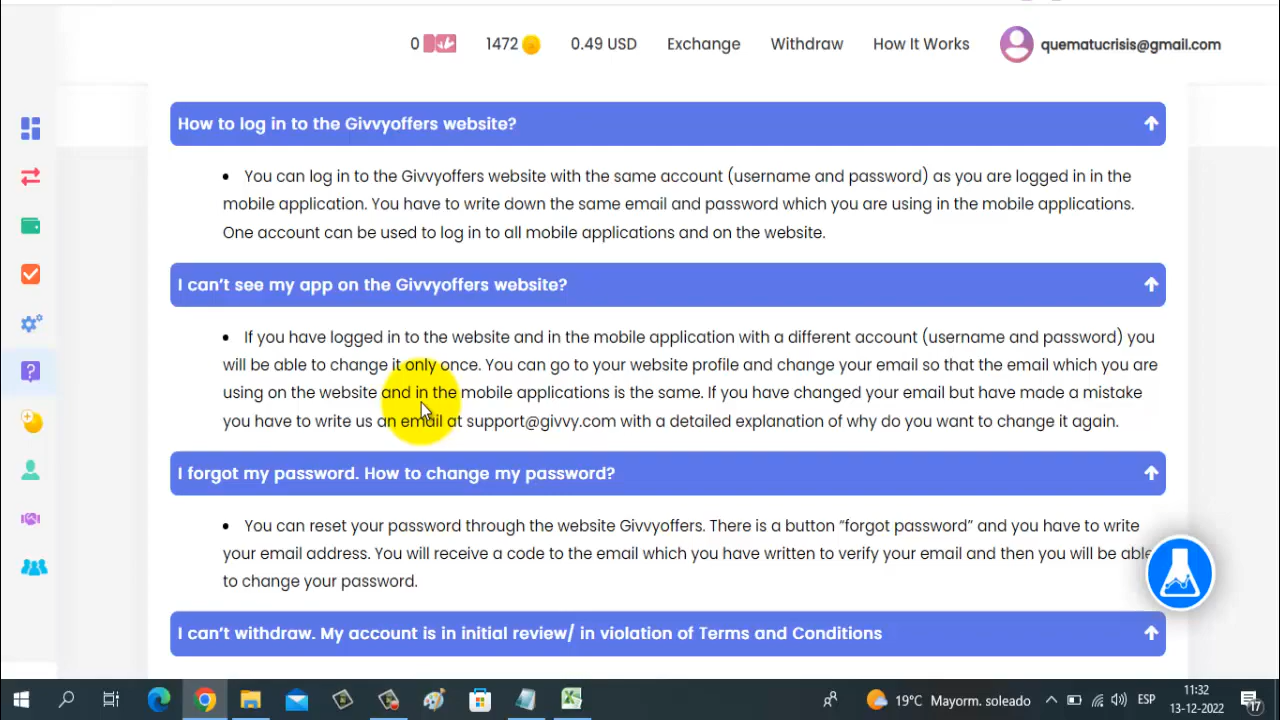 0 1472 0.49 USD Exchange Withdraw How It Works quematucrisis@gmail.com
How to log in to the Givvyoffers website?
• You can log in to the Givvyoffers website with the same account (username and password) as you are logged in in the
mobile application. You have to write down the same email and password which you are using in the mobile applications.
One account can be used to log in to all mobile applications and on the website.
I can't see my app on the Givvyoffers website?
• If you have logged in to the website and in the mobile application with a different account (username and password) you
will be able to change it only once. You can go to your website profile and change your email so that the email which you are
using on the website and in the mobile applications is the same. If you have changed your email but have made a mistake
you have to write us an email at support@givvy.com with a detailed explanation of why do you want to change it again.
I forgot my password. How to change my password?
• You can reset your password through the website Givvyoffers. There is a button “forgot password” and you have to write
your email address. You will receive a code to the email which you have written to verify your email and then you will be able
to change your password.
I can't withdraw. My account is in initial review/ in violation of Terms and Conditions
19°C Mayorm. soleado ESP 11:32
13-12-2022 17